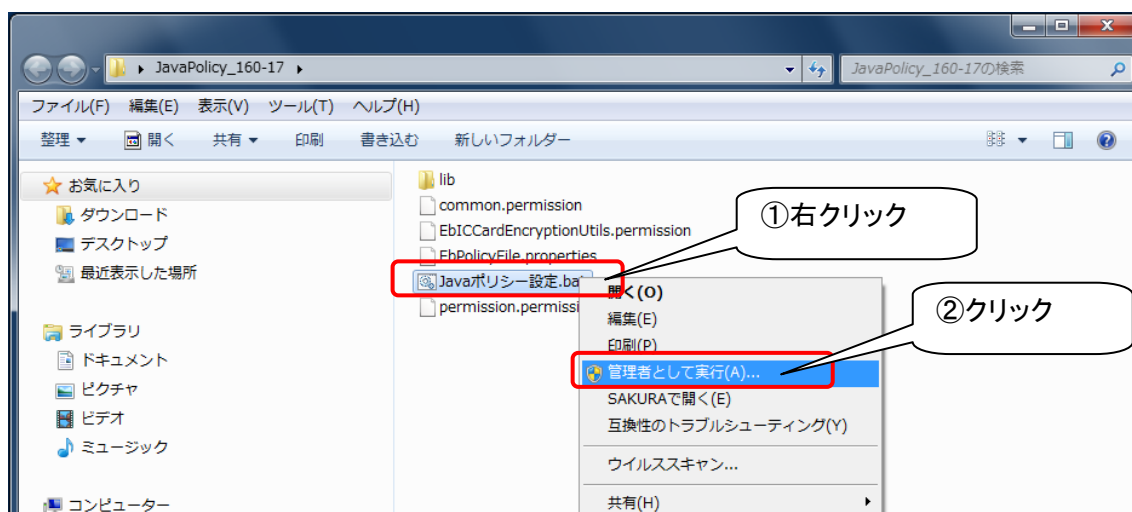 JavaPolicy_160-17
JavaPolicy_160-17の検索
ファイル(F) 編集(E) 表示(V) ツール(T) ヘルプ(H)
整理 開く 共有 印刷 書き込む 新しいフォルダー
お気に入り
ダウンロード
デスクトップ
最近表示した場所
ライブラリ
ドキュメント
ピクチャ
ビデオ
ミュージック
コンピューター
lib
common.permission
EbICCardEncryptionUtils.permission
EbPolicyFile.properties
Javaポリシー設定.ba
permission.permissi
①右クリック
開く(O)
編集(E)
印刷(P)
管理者として実行(A)...
SAKURAで開く(E)
互換性のトラブルシューティング(Y)
ウイルススキャン...
共有(H)
②クリック